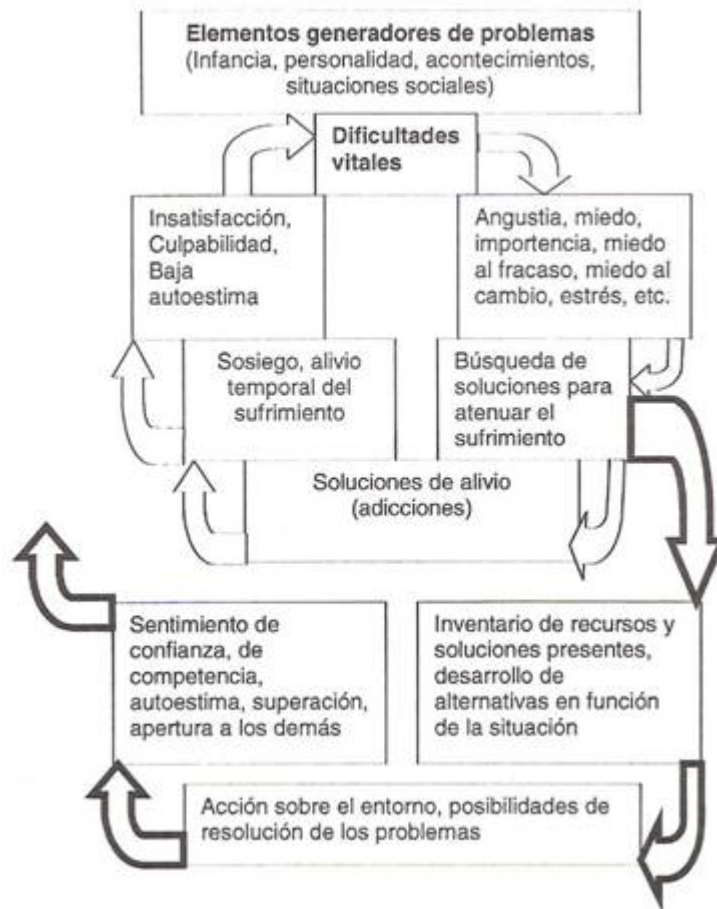 Elementos generadores de problemas
(Infancia, personalidad, acontecimientos,
situaciones sociales)
Dificultades
vitales
Insatisfacción,
Culpabilidad,
Baja
autoestima
Angustia, miedo,
importencia, miedo
al fracaso, miedo al
cambio, estrés, etc.
Sosiego, alivio
temporal del
sufrimiento
Búsqueda de
soluciones para
atenuar el
sufrimiento
Soluciones de alivio
(adicciones)
Sentimiento de
confianza, de
competencia,
autoestima, superación,
apertura a los demás
Inventario de recursos y
soluciones presentes,
desarrollo de
alternativas en función
de la situación
Acción sobre el entorno, posibilidades de
resolución de los problemas